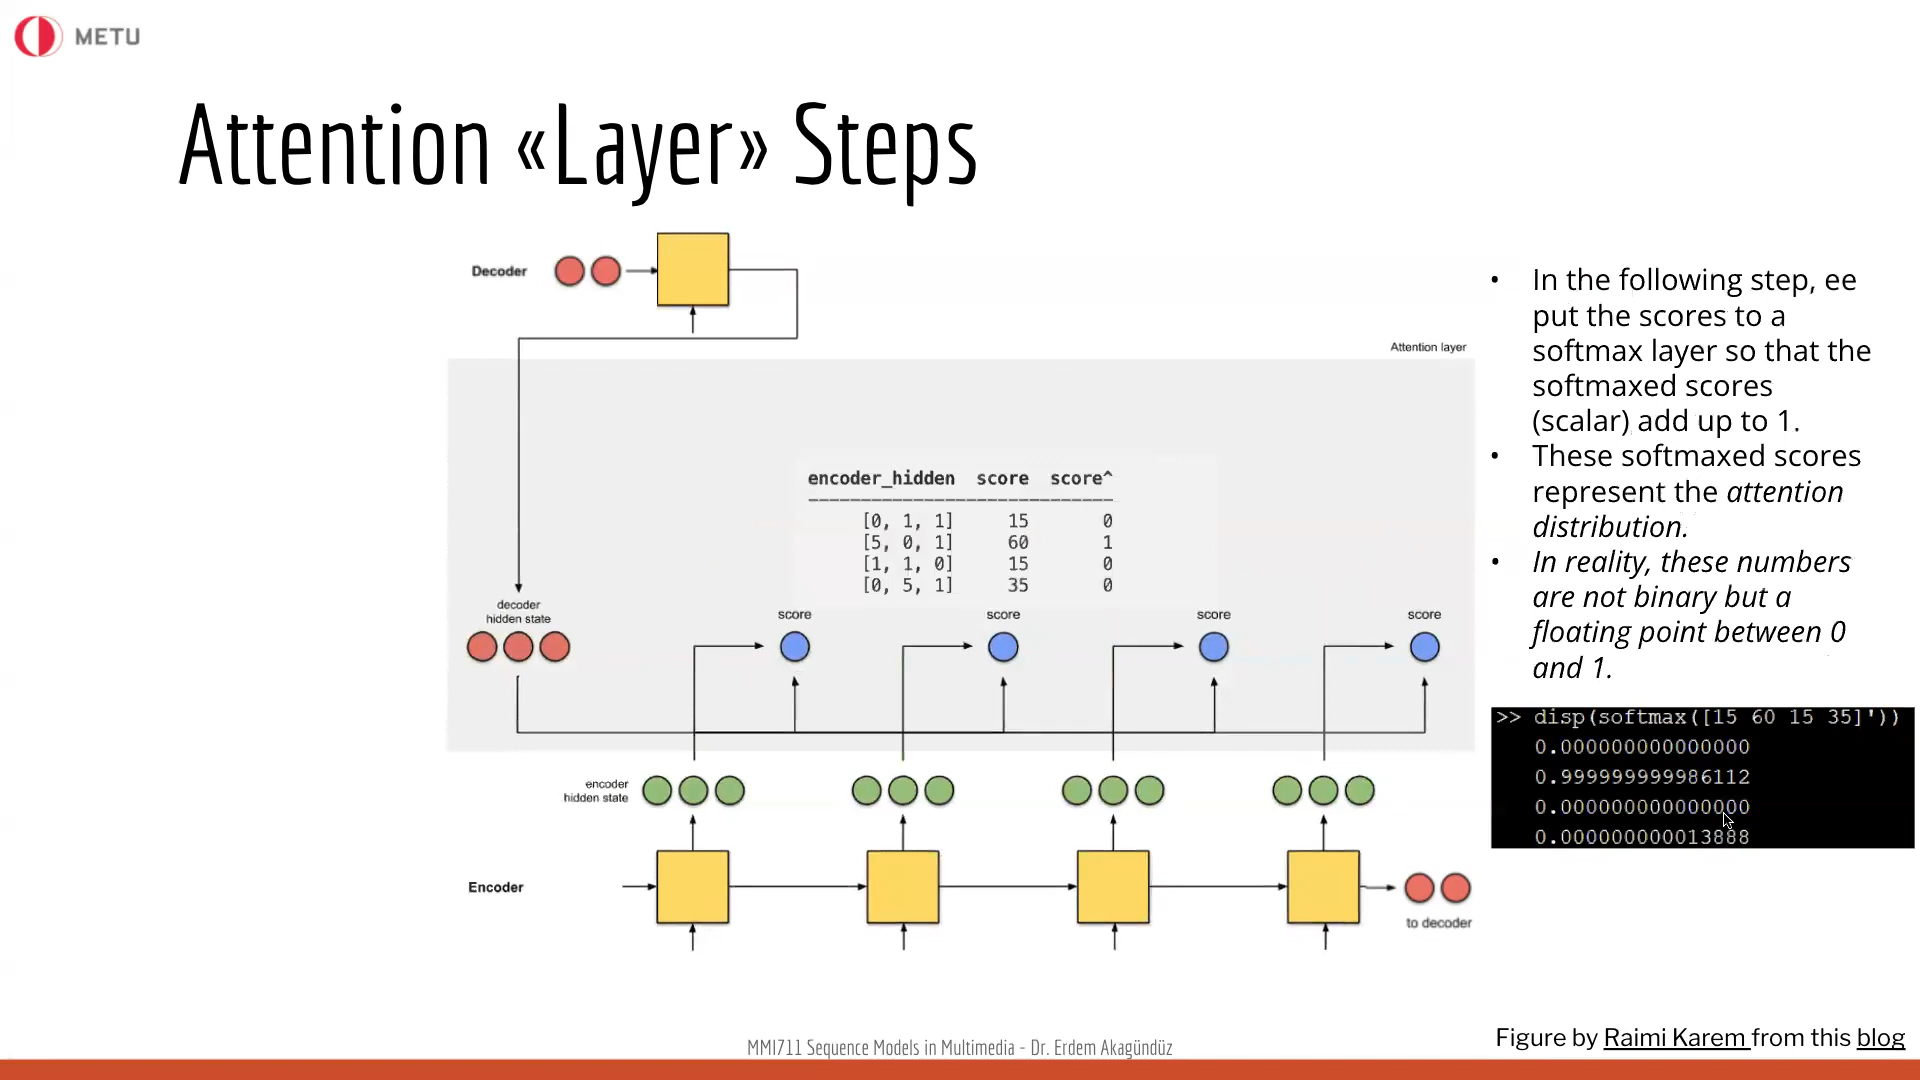 METU
Attention «Layer» Steps
Decoder
Attention layer
encoder_hidden score score^
[0, 1, 1] 15 0
[5, 0, 1] 60 1
[1, 1, 0] 15 0
[0, 5, 1] 35 0
decoder
hidden state
score
score
score
score
encoder
hidden state
Encoder
to decoder
• In the following step, ee
put the scores to a
softmax layer so that the
softmaxed scores
(scalar) add up to 1.
• These softmaxed scores
represent the attention
distribution.
• In reality, these numbers
are not binary but a
floating point between 0
and 1.
>> disp(softmax([15 60 15 35]'))
0.000000000000000
0.999999999986112
0.000000000000000
0.000000000013888
Figure by Raimi Karem from this blog
MMI711 Sequence Models in Multimedia - Dr. Erdem Akagündüz